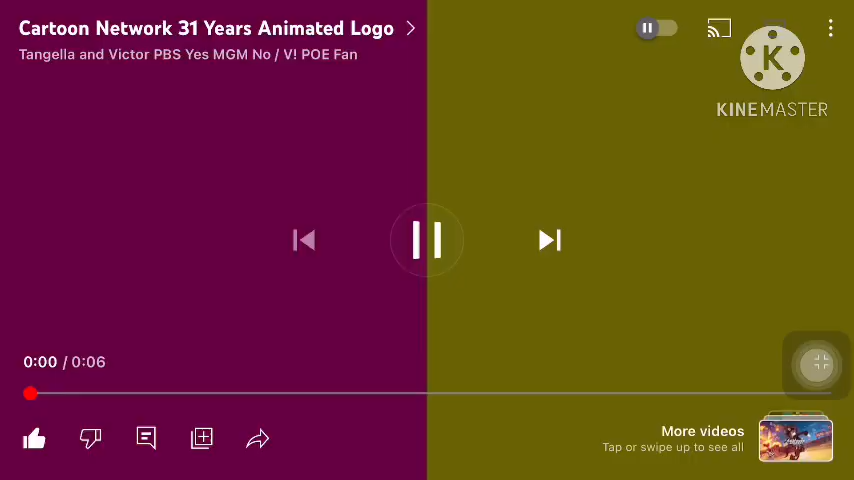 Cartoon Network 31 Years Animated Logo
Tangella and Victor PBS Yes MGM No / V! POE Fan
K
KINEMASTER
0:00 / 0:06
More videos
Tap or swipe up to see all